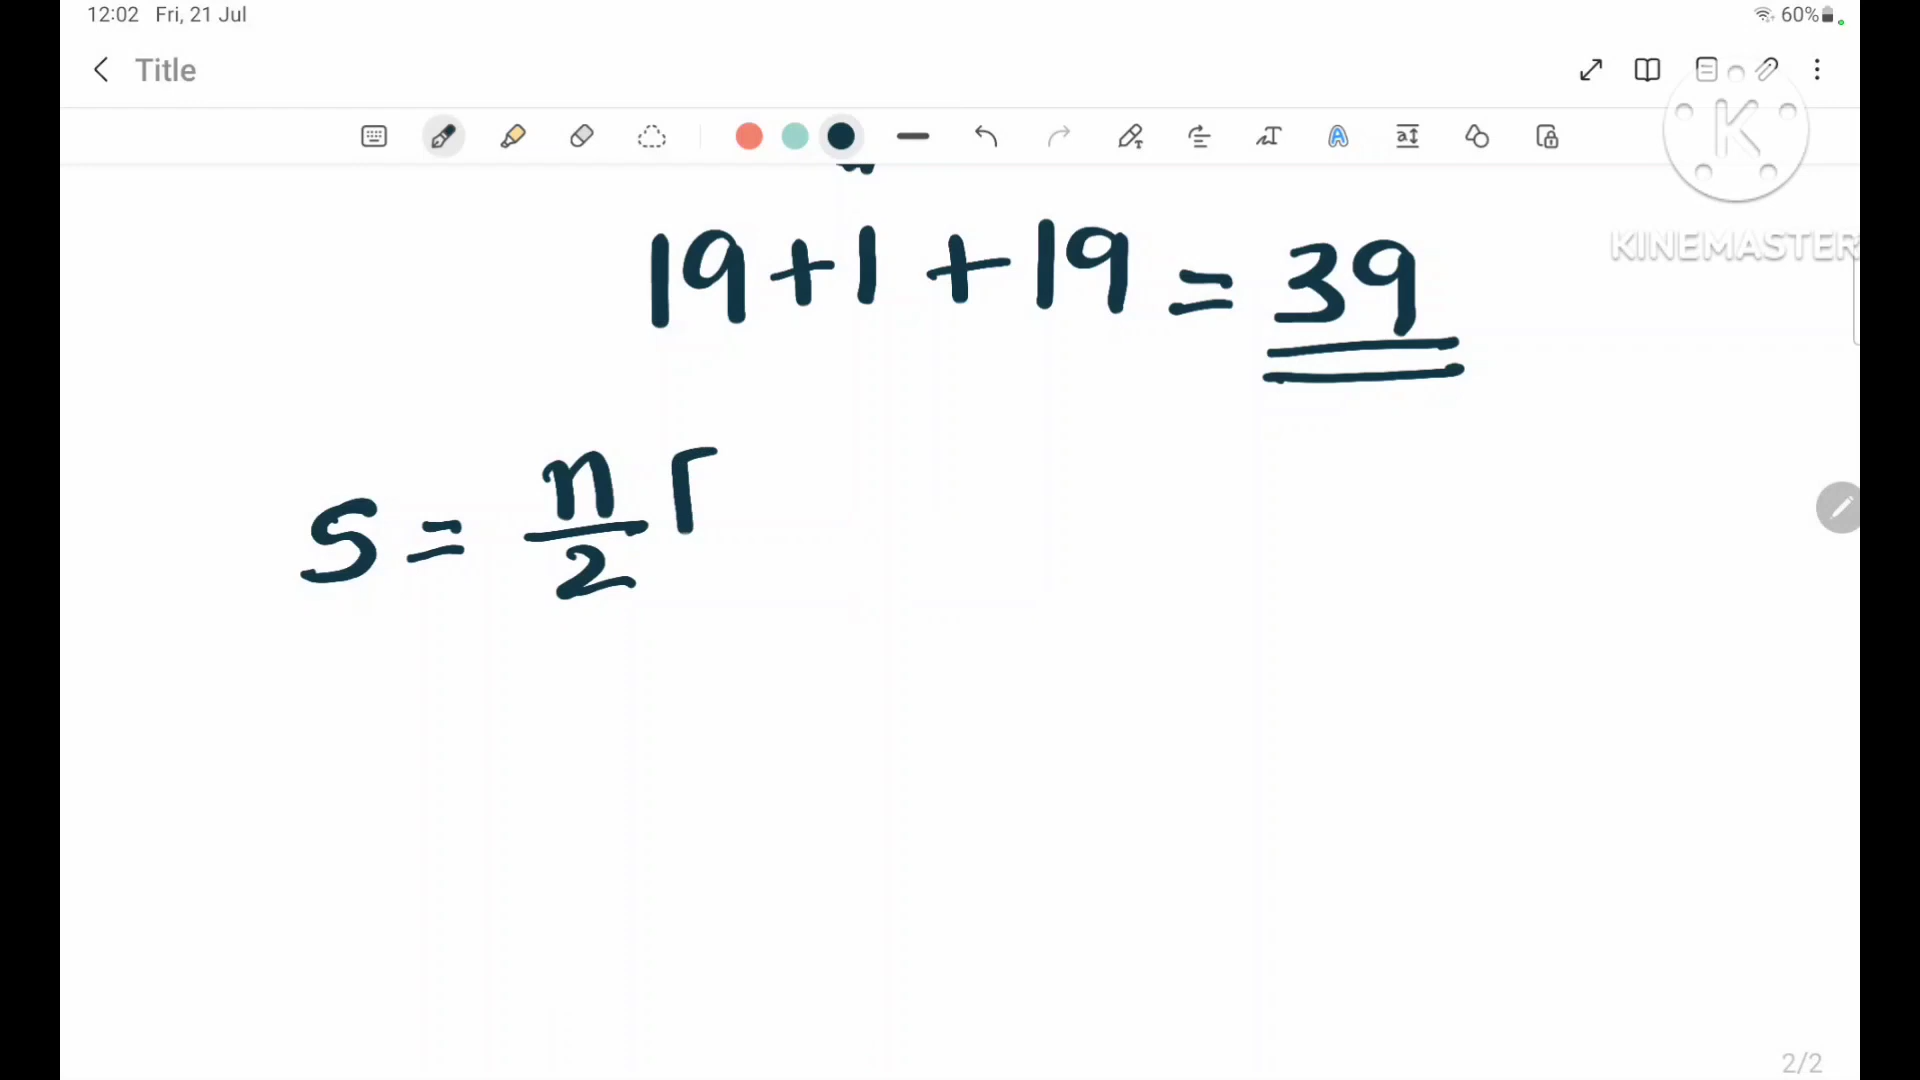 12:02 Fri, 21 Jul 60%
Title
K
KINEMASTER
19+1+19=39
S = n/2 [
2/2